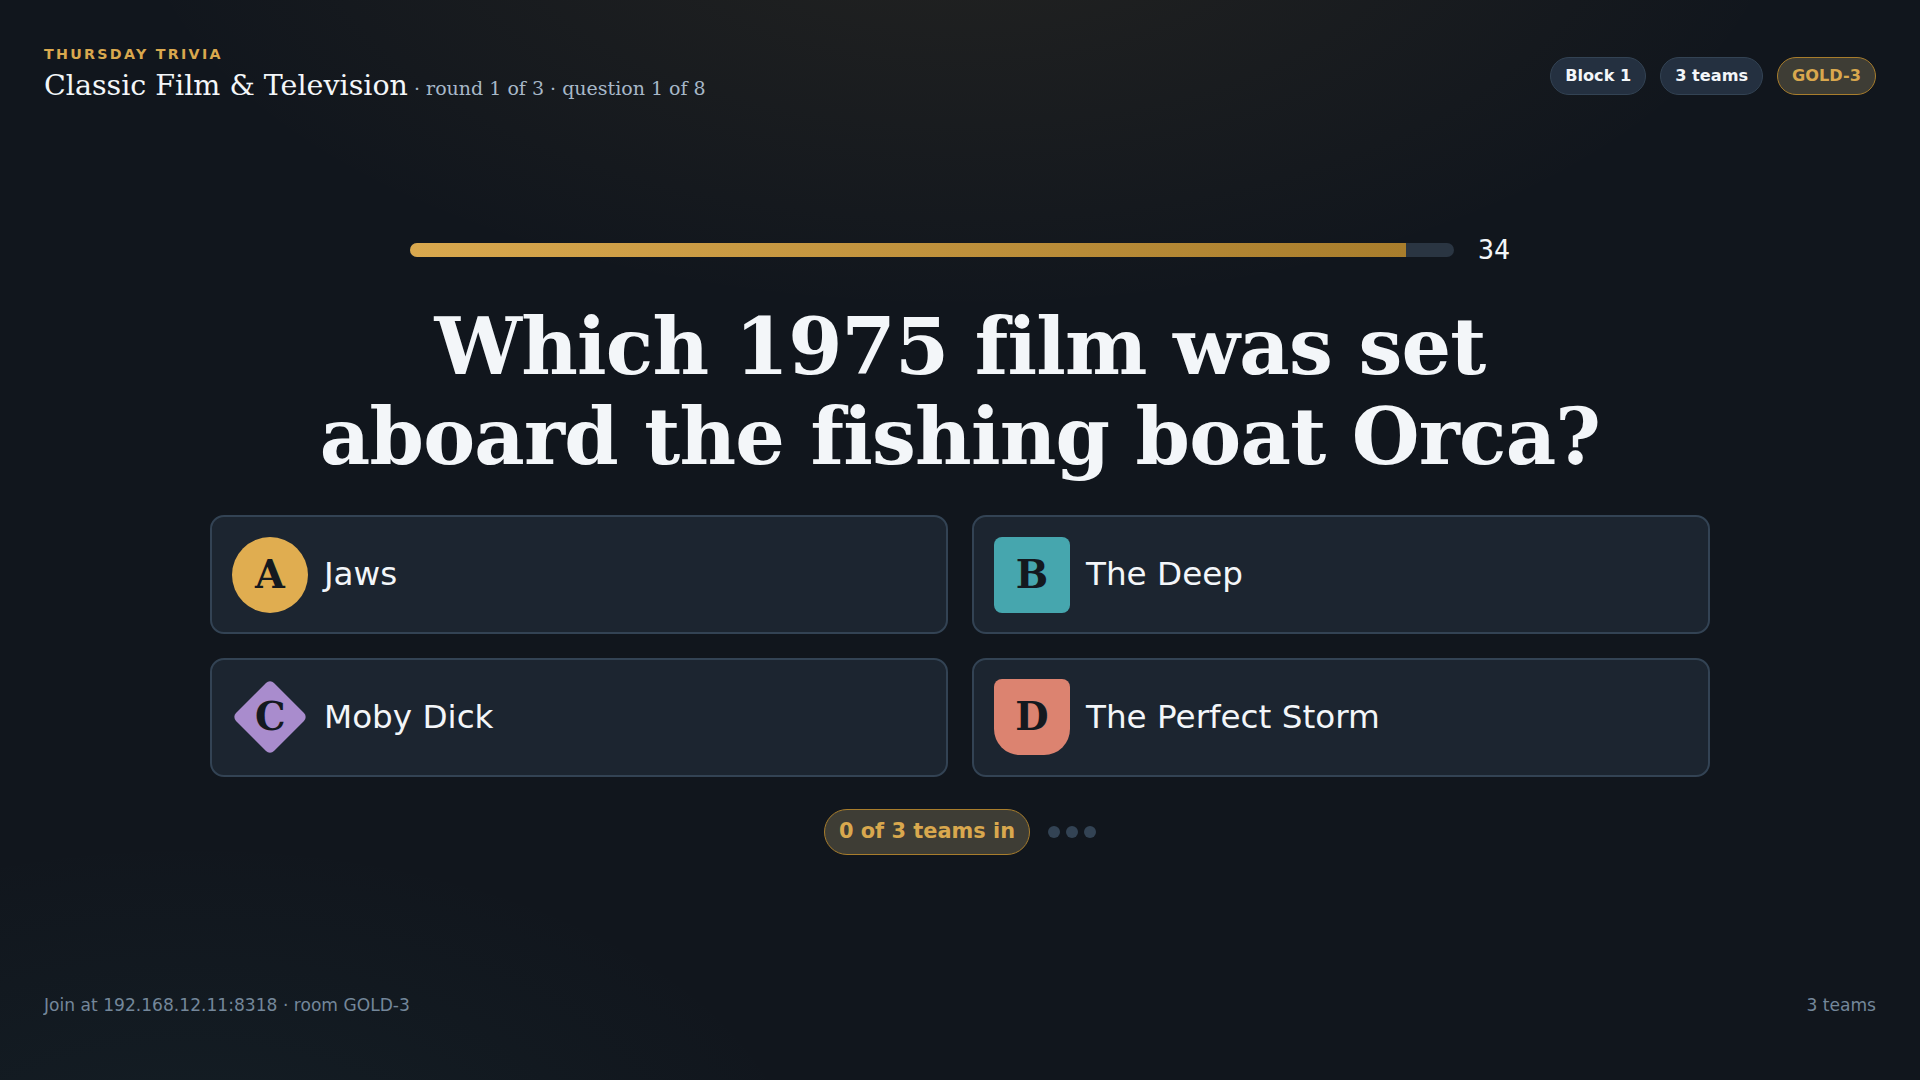 THURSDAY TRIVIA
Classic Film & Television · round 1 of 3 · question 1 of 8
Block 1
3 teams
GOLD-3
34
Which 1975 film was set
aboard the fishing boat Orca?
A Jaws
B The Deep
C Moby Dick
D The Perfect Storm
0 of 3 teams in
Join at 192.168.12.11:8318 · room GOLD-3
3 teams